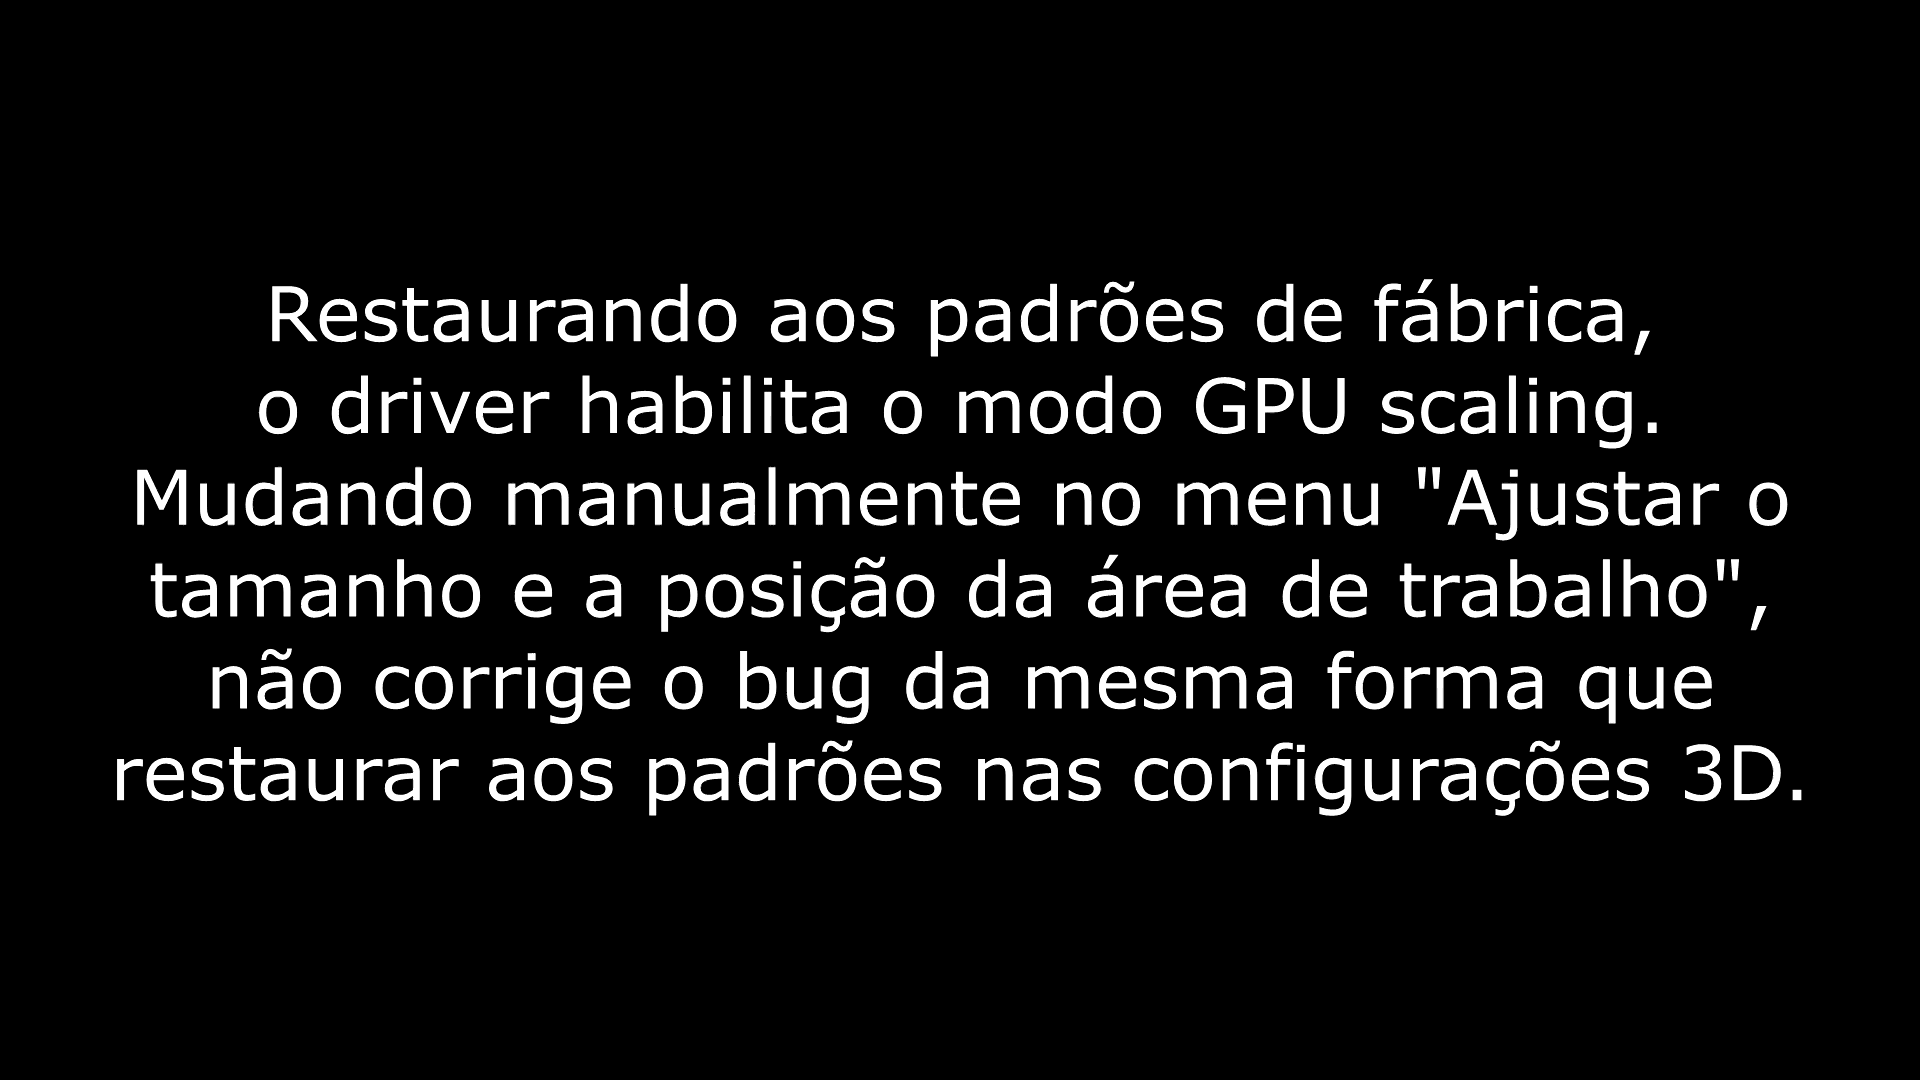 Restaurando aos padrões de fábrica,
o driver habilita o modo GPU scaling.
Mudando manualmente no menu "Ajustar o
tamanho e a posição da área de trabalho",
não corrige o bug da mesma forma que
restaurar aos padrões nas configurações 3D.